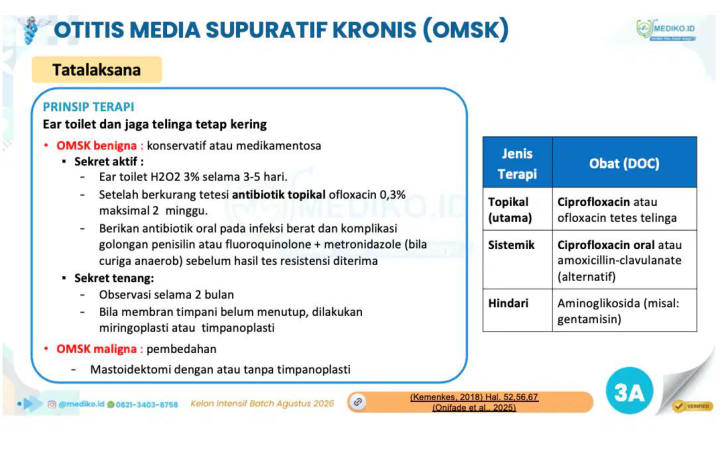 OTITIS MEDIA SUPURATIF KRONIS (OMSK)
MEDIKO.ID
Tatalaksana
PRINSIP TERAPI
Ear toilet dan jaga telinga tetap kering
• OMSK benigna : konservatif atau medikamentosa
▪ Sekret aktif :
− Ear toilet H2O2 3% selama 3-5 hari.
− Setelah berkurang tetesi antibiotik topikal ofloxacin 0,3%
maksimal 2 minggu.
− Berikan antibiotik oral pada infeksi berat dan komplikasi
golongan penisilin atau fluoroquinolone + metronidazole (bila
curiga anaerob) sebelum hasil tes resistensi diterima
▪ Sekret tenang:
− Observasi selama 2 bulan
− Bila membran timpani belum menutup, dilakukan
miringoplasti atau timpanoplasti
• OMSK maligna : pembedahan
− Mastoidektomi dengan atau tanpa timpanoplasti
MEDIKO.ID
Jenis Terapi
Obat (DOC)
Topikal (utama)
Ciprofloxacin atau
ofloxacin tetes telinga
Sistemik
Ciprofloxacin oral atau
amoxicillin-clavulanate
(alternatif)
Hindari
Aminoglikosida (misal:
gentamisin)
3A
@mediko.id 0821-3403-8758 Kelon Intensif Batch Agustus 2026
(Kemenkes, 2018) Hal. 52,56,67
(Onifade et al., 2025)
VERIFIED